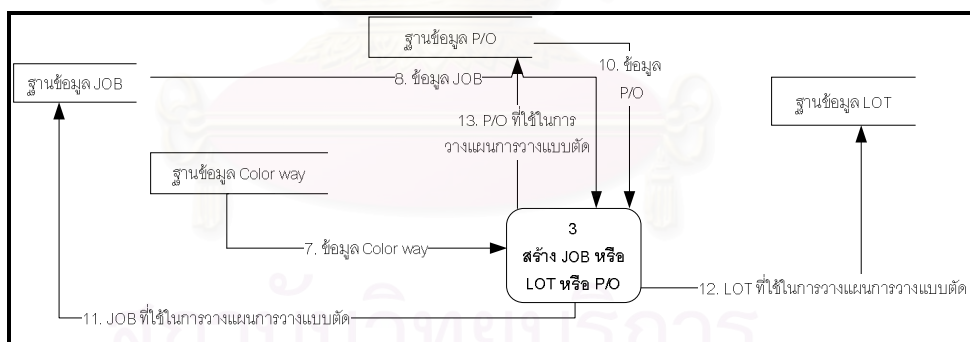 ฐานข้อมูล P/O
10. ข้อมูล
P/O
ฐานข้อมูล JOB
8. ข้อมูล JOB
ฐานข้อมูล LOT
13. P/O ที่ใช้ในการ
วางแผนการวางแบบตัด
ฐานข้อมูล Color way
3
สร้าง JOB หรือ
LOT หรือ P/O
7. ข้อมูล Color way
12. LOT ที่ใช้ในการวางแผนการวางแบบตัด
11. JOB ที่ใช้ในการวางแผนการวางแบบตัด